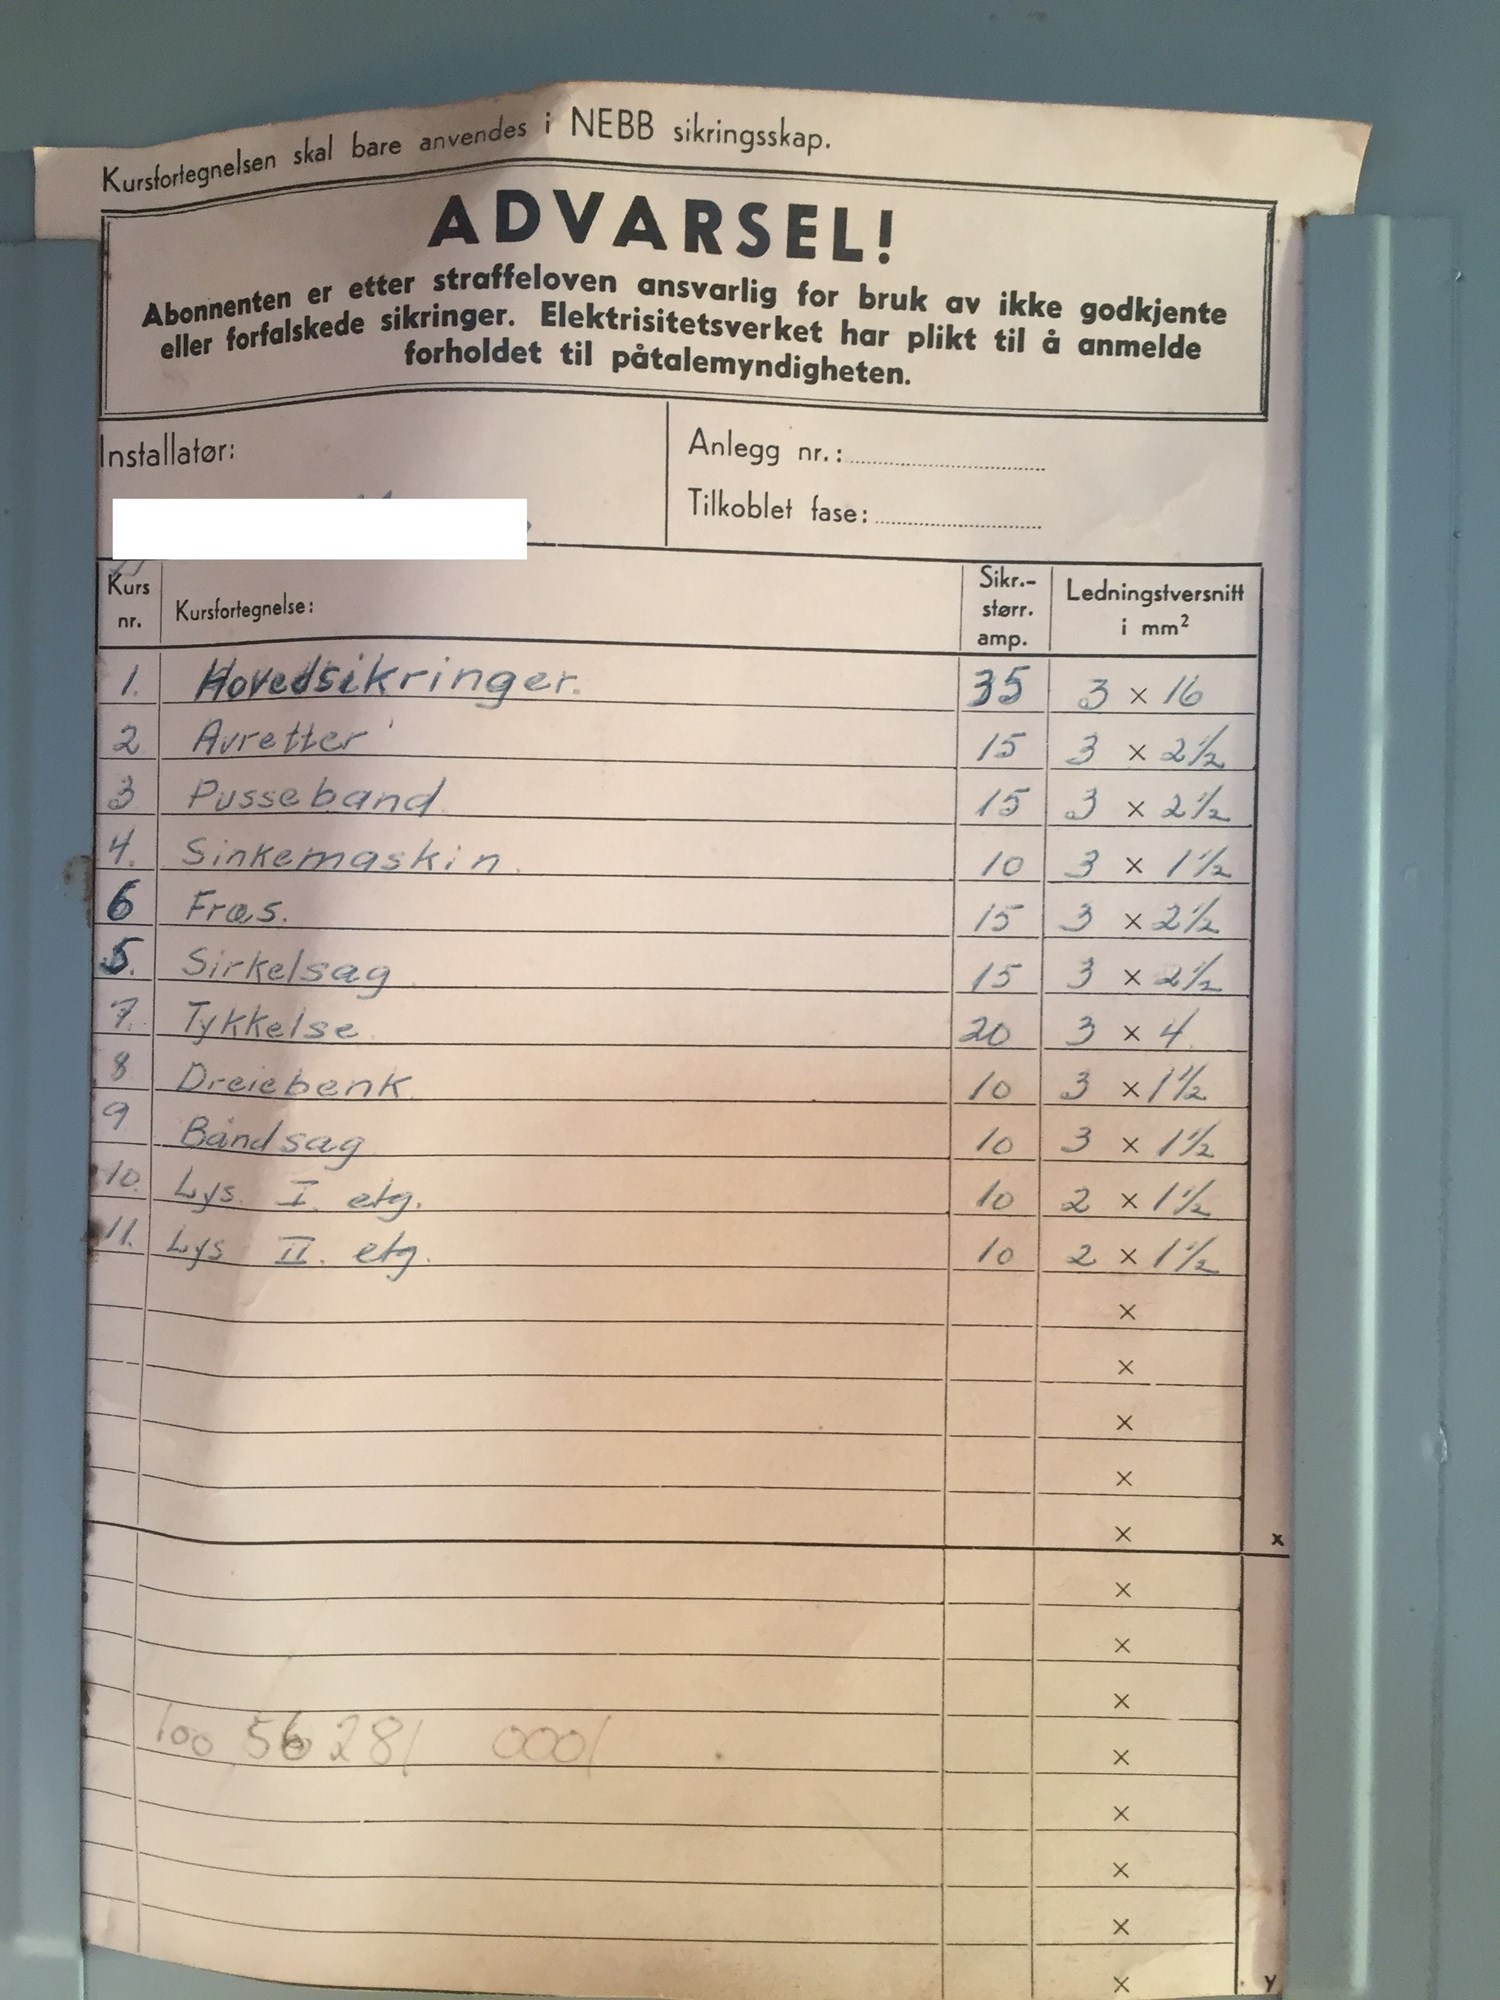 Kursfortegnelsen skal bare anvendes i NEBB sikringsskap.
ADVARSEL!
Abonnenten er etter straffeloven ansvarlig for bruk av ikke godkjente
eller forfalskede sikringer. Elektrisitetsverket har plikt til å anmelde
forholdet til påtalemyndigheten.
Installatør:
Anlegg nr.:
Tilkoblet fase:
Kurs nr. Kursfortegnelse: Sikr.-størr. amp. Ledningstversnitt i mm²
1. Hovedsikringer. 35 3 × 16
2 Avretter 15 3 × 2½
3 Pusseband 15 3 × 2½
4. Sinkemaskin. 10 3 × 1½
6 Fræs. 15 3 × 2½
5. Sirkelsag 15 3 × 2½
7. Tykkelse 20 3 × 4
8 Dreiebenk 10 3 × 1½
9 Båndsag 10 3 × 1½
10. Lys I. etg. 10 2 × 1½
11. Lys II. etg. 10 2 × 1½
×
×
×
×
× x
×
×
×
100 56281 0001 ×
×
×
×
× y